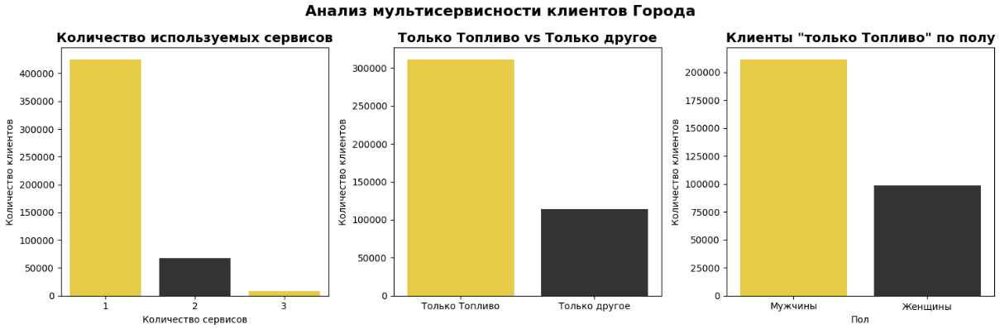 Анализ мультисервисности клиентов Города
Количество используемых сервисов
Количество клиентов
400000
350000
300000
250000
200000
150000
100000
50000
0
1
2
3
Количество сервисов
Только Топливо vs Только другое
Количество клиентов
300000
250000
200000
150000
100000
50000
0
Только Топливо
Только другое
Клиенты "только Топливо" по полу
Количество клиентов
200000
175000
150000
125000
100000
75000
50000
25000
0
Мужчины
Женщины
Пол